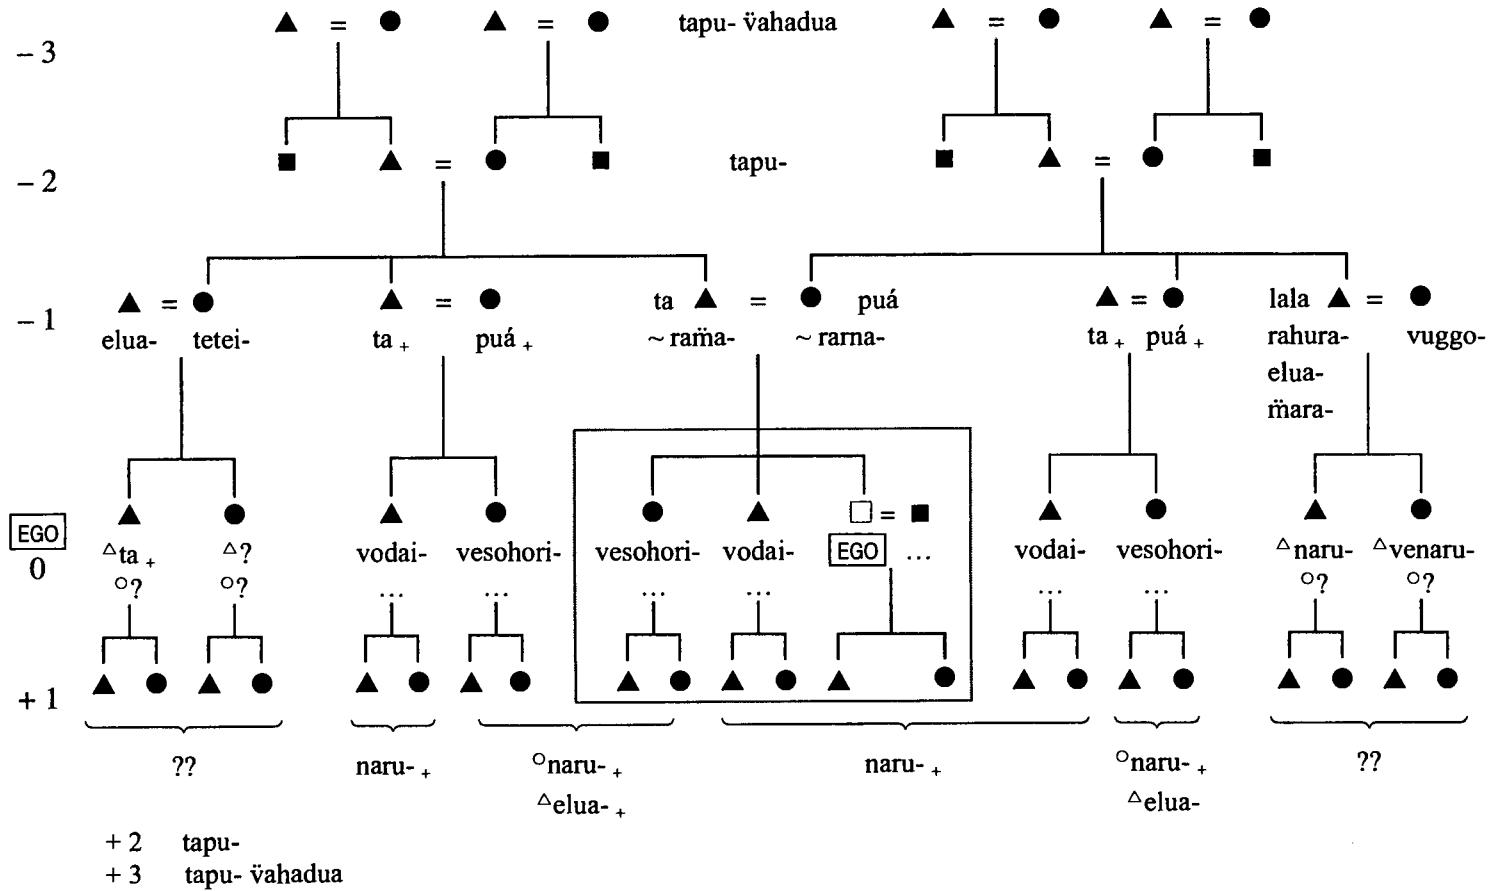 tapu- v̈ahadua
– 3
tapu-
– 2
ta puá lala
– 1
elua- tetei- ta + puá + ~ ram̈a- ~ rarna- ta + puá + rahura- vuggo-
elua-
m̈ara-
EGO
0
△ta + △? vodai- vesohori- vesohori- vodai- EGO ... vodai- vesohori- △naru- △venaru-
○? ○? ... ... ... ... ... ... ○? ○?
+ 1
?? naru- + ○naru- + naru- + ○naru- + ??
△elua- + △elua-
+ 2 tapu-
+ 3 tapu- v̈ahadua